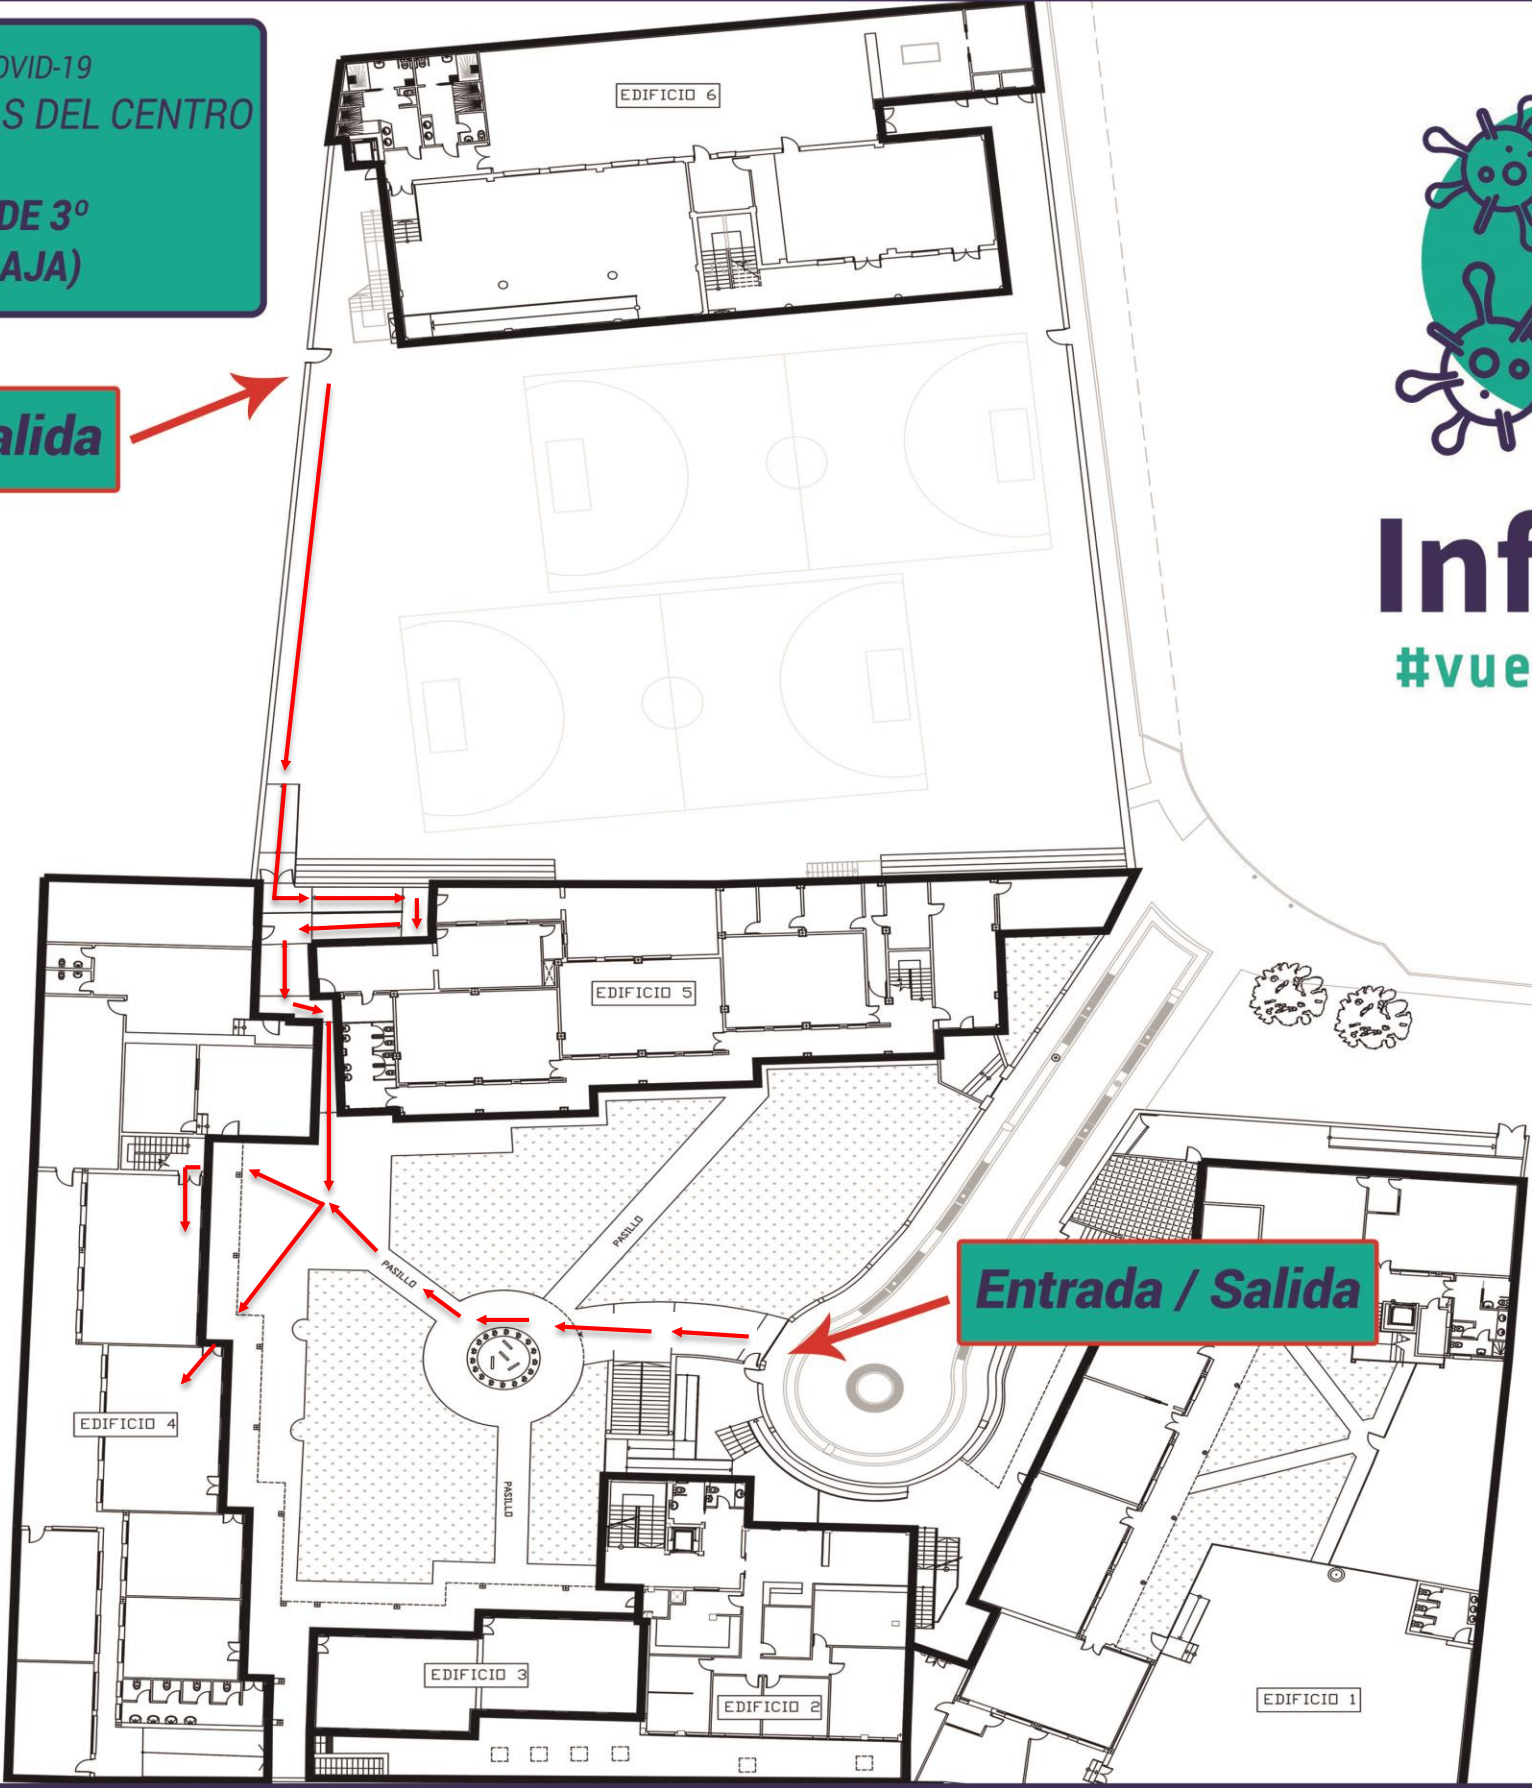 OVID-19
S DEL CENTRO
DE 3º
AJA)
alida
EDIFICIO 6
Inf
#vue
EDIFICIO 5
PASILLO
PASILLO
Entrada / Salida
EDIFICIO 4
PASILLO
EDIFICIO 3
EDIFICIO 2
EDIFICIO 1